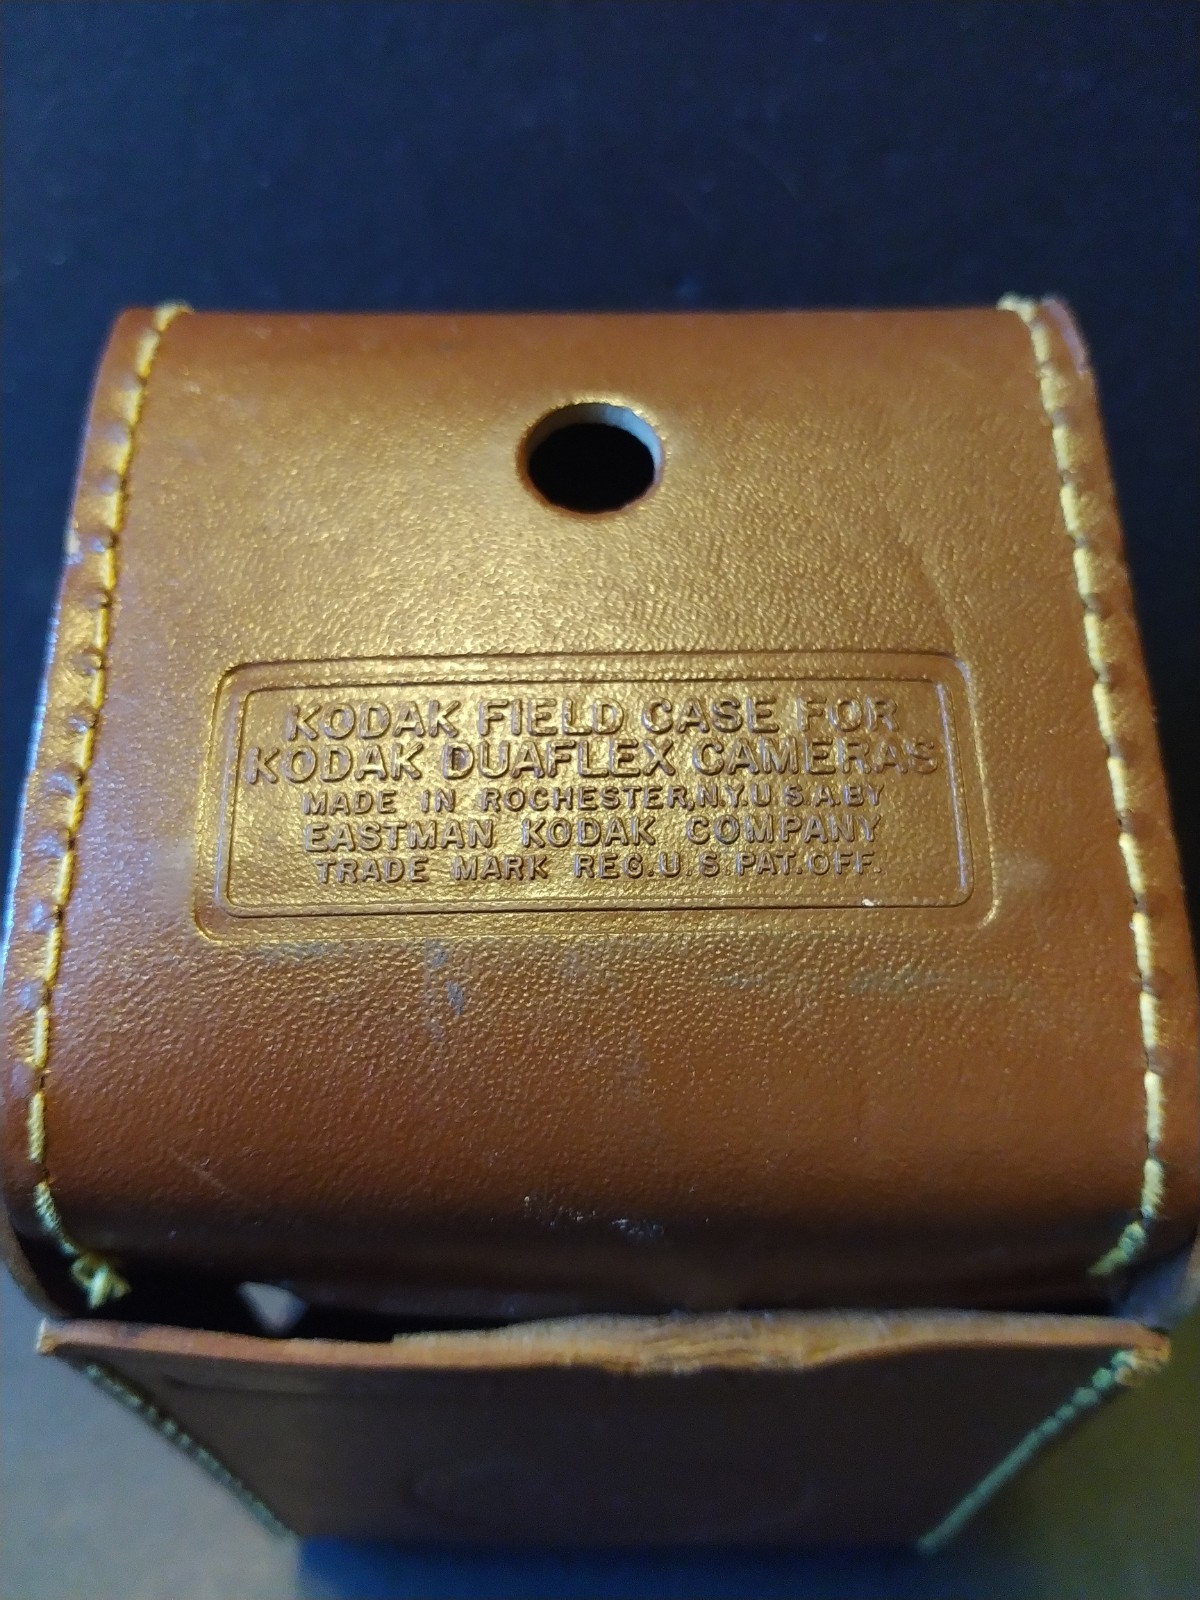 KODAK FIELD CASE FOR
KODAK DUAFLEX CAMERAS
MADE IN ROCHESTER,N.Y.U.S.A.BY
EASTMAN KODAK COMPANY
TRADE MARK REG.U.S.PAT.OFF.